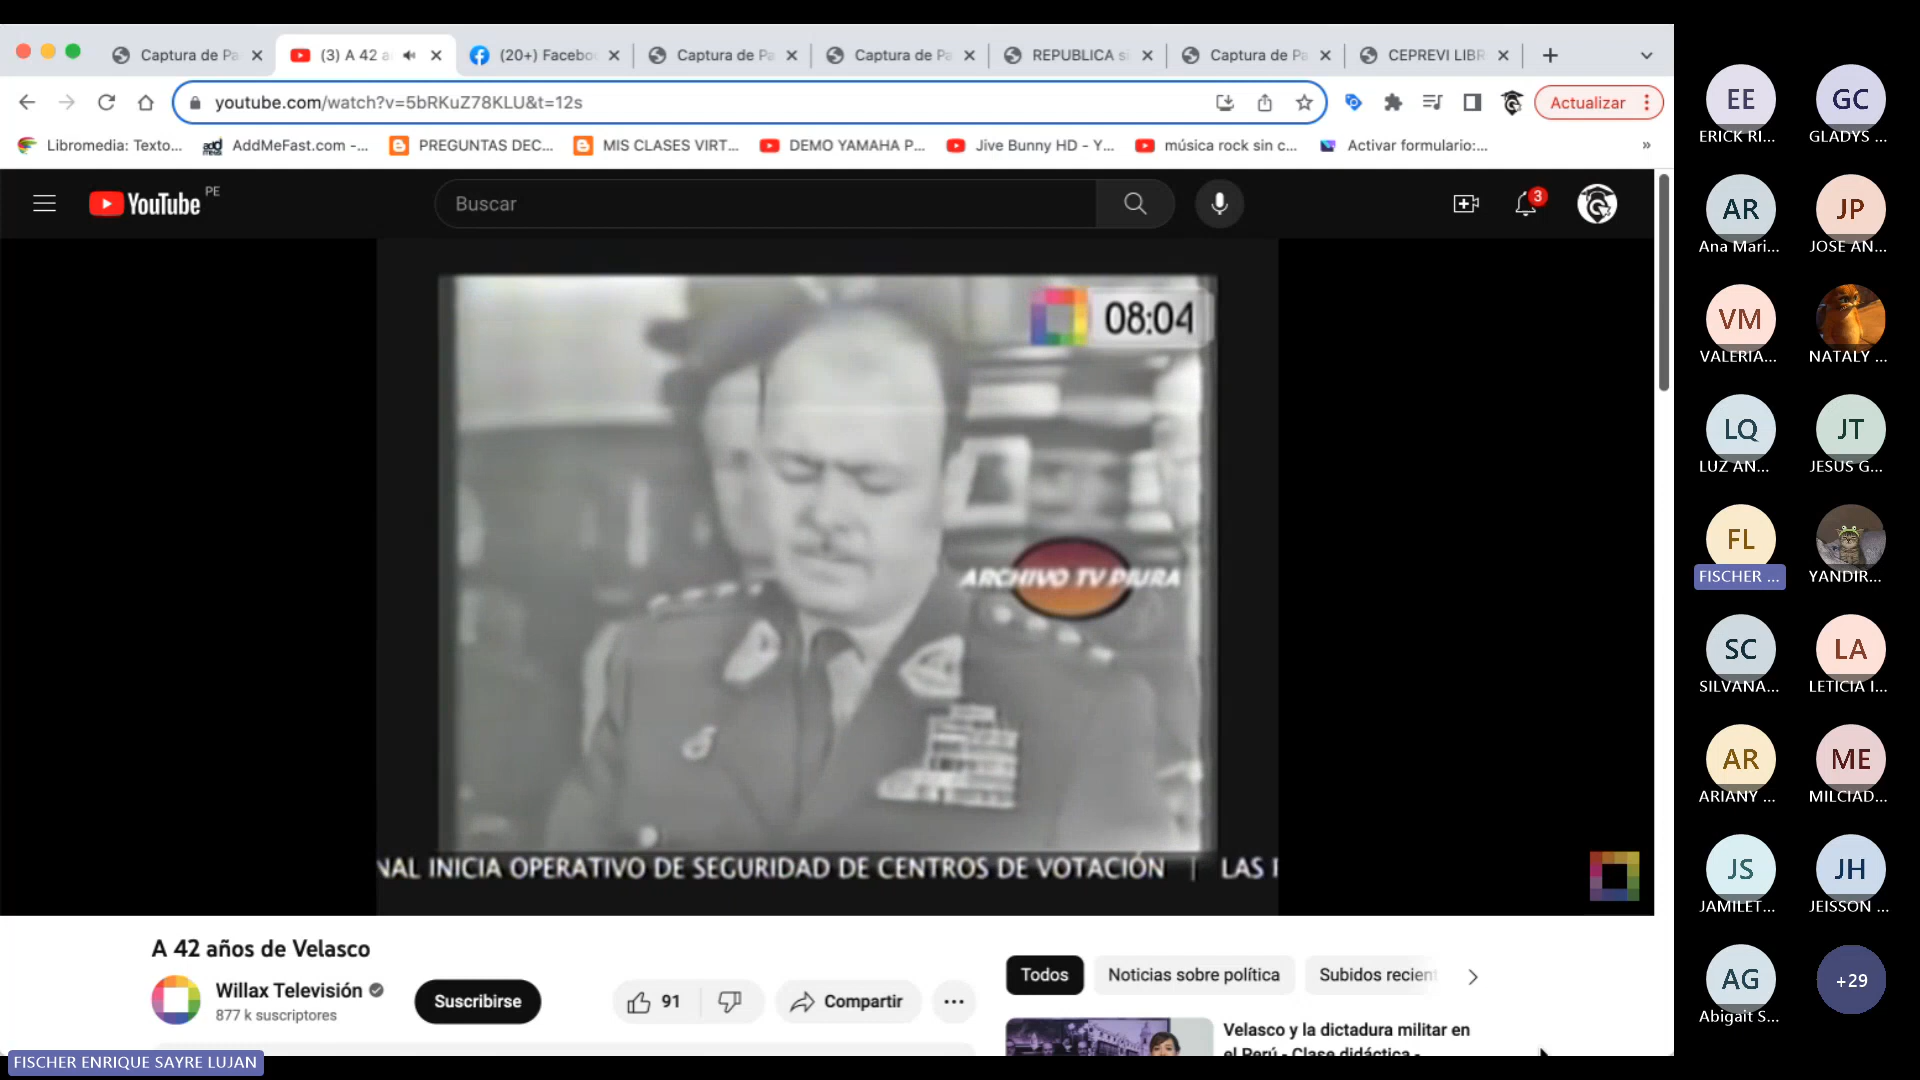 Captura de Pa
(3) A 42 a
(20+) Facebo
Captura de Pa
Captura de Pa
REPUBLICA s
Captura de Pa
CEPREVI LIBR
youtube.com/watch?v=5bRKuZ78KLU&t=12s
Actualizar
Libromedia: Texto...
AddMeFast.com -...
PREGUNTAS DEC...
MIS CLASES VIRT...
DEMO YAMAHA P...
Jive Bunny HD - Y...
música rock sin c...
Activar formulario:...
»
YouTube PE
Buscar
3
08:04
ARCHIVO TV PIURA
NAL INICIA OPERATIVO DE SEGURIDAD DE CENTROS DE VOTACIÓN | LAS
A 42 años de Velasco
Willax Televisión
877 k suscriptores
Suscribirse
91
Compartir
Todos
Noticias sobre política
Subidos recient
Velasco y la dictadura militar en
el Perú - Clase didáctica -
EE
ERICK RI...
GC
GLADYS ...
AR
Ana Mari...
JP
JOSE AN...
VM
VALERIA...
NATALY ...
LQ
LUZ AN...
JT
JESUS G...
FL
FISCHER ...
YANDIR...
SC
SILVANA...
LA
LETICIA I...
AR
ARIANY ...
ME
MILCIAD...
JS
JAMILET...
JH
JEISSON ...
AG
Abigait S...
+29
FISCHER ENRIQUE SAYRE LUJAN